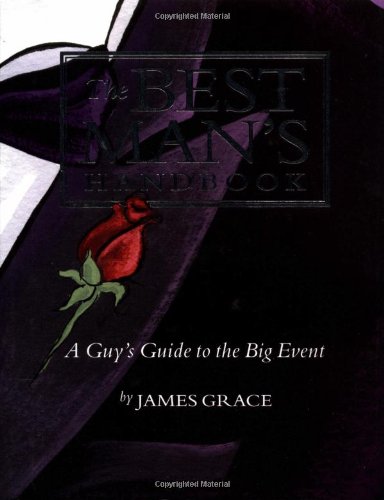 Copyrighted Material
The BEST
MAN'S
HANDBOOK
A Guy's Guide to the Big Event
by JAMES GRACE
Copyrighted Material